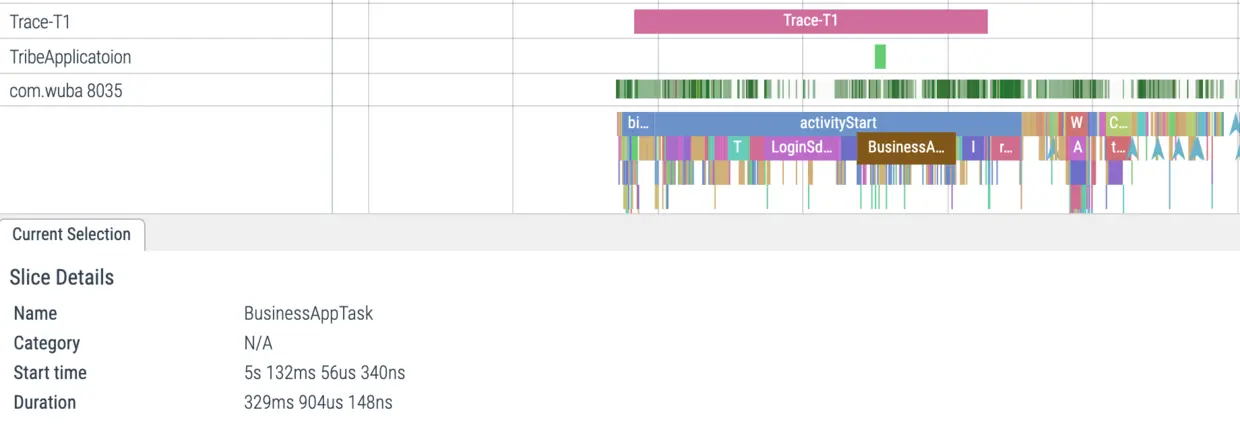 Trace-T1 Trace-T1
TribeApplicatoion
com.wuba 8035
bi... activityStart W C...
T LoginSd... BusinessA... I r... A t...
Current Selection
Slice Details
Name BusinessAppTask
Category N/A
Start time 5s 132ms 56us 340ns
Duration 329ms 904us 148ns